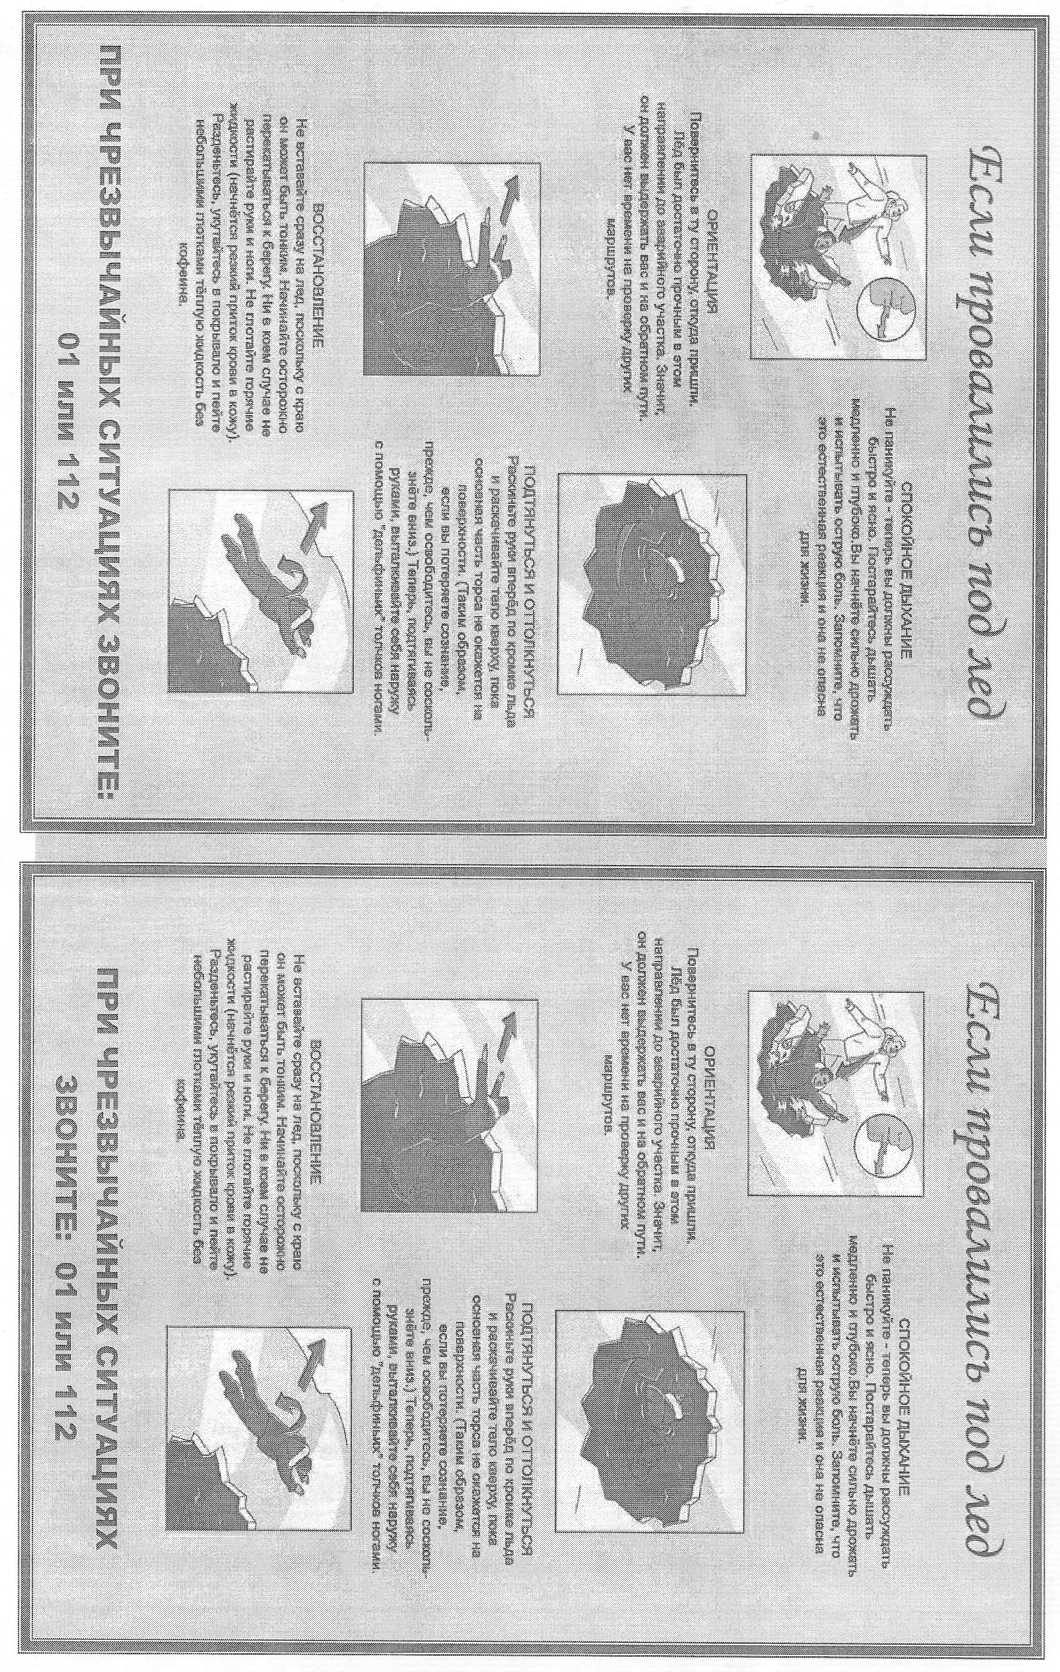 Если провалились под лед
СПОКОЙНОЕ ДЫХАНИЕ
Не паникуйте - теперь вы должны рассуждать
быстро и ясно. Постарайтесь дышать
медленно и глубоко. Вы начнёте сильно дрожать
и испытывать острую боль. Запомните, что
это естественная реакция и она не опасна
для жизни.
ОРИЕНТАЦИЯ
Повернитесь в ту сторону, откуда пришли.
Лёд был достаточно прочным в этом
направлении до аварийного участка. Значит,
он должен выдержать вас и на обратном пути.
У вас нет времени на проверку других
маршрутов.
ПОДТЯНУТЬСЯ И ОТТОЛКНУТЬСЯ
Раскиньте руки вперёд по кромке льда
и раскачивайте тело кверху, пока
основная часть торса не окажется на
поверхности. (Таким образом,
если вы потеряете сознание,
прежде, чем освободитесь, вы не сосколь-
знёте вниз.) Теперь, подтягиваясь
руками, выталкивайте себя наружу
с помощью "дельфиньих" толчков ногами.
ВОССТАНОВЛЕНИЕ
Не вставайте сразу на лед, поскольку с краю
он может быть тонким. Начинайте осторожно
перекатываться к берегу. Ни в коем случае не
растирайте руки и ноги. Не глотайте горячие
жидкости (начнётся резкий приток крови в кожу).
Разденьтесь, укутайтесь в покрывало и пейте
небольшими глотками тёплую жидкость без
кофеина.
ПРИ ЧРЕЗВЫЧАЙНЫХ СИТУАЦИЯХ ЗВОНИТЕ:
01 или 112
Если провалились под лед
СПОКОЙНОЕ ДЫХАНИЕ
Не паникуйте - теперь вы должны рассуждать
быстро и ясно. Постарайтесь дышать
медленно и глубоко. Вы начнёте сильно дрожать
и испытывать острую боль. Запомните, что
это естественная реакция и она не опасна
для жизни.
ОРИЕНТАЦИЯ
Повернитесь в ту сторону, откуда пришли.
Лёд был достаточно прочным в этом
направлении до аварийного участка. Значит,
он должен выдержать вас и на обратном пути.
У вас нет времени на проверку других
маршрутов.
ПОДТЯНУТЬСЯ И ОТТОЛКНУТЬСЯ
Раскиньте руки вперёд по кромке льда
и раскачивайте тело кверху, пока
основная часть торса не окажется на
поверхности. (Таким образом,
если вы потеряете сознание,
прежде, чем освободитесь, вы не сосколь-
знёте вниз.) Теперь, подтягиваясь
руками, выталкивайте себя наружу
с помощью "дельфиньих" толчков ногами.
ВОССТАНОВЛЕНИЕ
Не вставайте сразу на лед, поскольку с краю
он может быть тонким. Начинайте осторожно
перекатываться к берегу. Ни в коем случае не
растирайте руки и ноги. Не глотайте горячие
жидкости (начнётся резкий приток крови в кожу).
Разденьтесь, укутайтесь в покрывало и пейте
небольшими глотками тёплую жидкость без
кофеина.
ПРИ ЧРЕЗВЫЧАЙНЫХ СИТУАЦИЯХ
ЗВОНИТЕ: 01 или 112